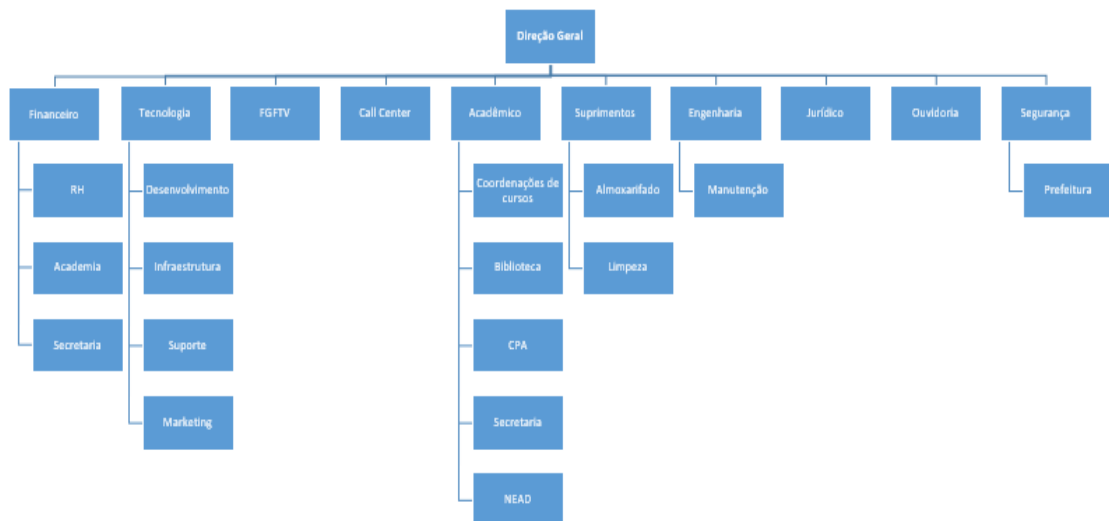 Direção Geral
Financeiro
Tecnologia
FGFTV
Call Center
Acadêmico
Suprimentos
Engenharia
Jurídico
Ouvidoria
Segurança
RH
Desenvolvimento
Coordenações de
cursos
Almoxarifado
Manutenção
Prefeitura
Academia
Infraestrutura
Biblioteca
Limpeza
Secretaria
Suporte
CPA
Marketing
Secretaria
NEAD